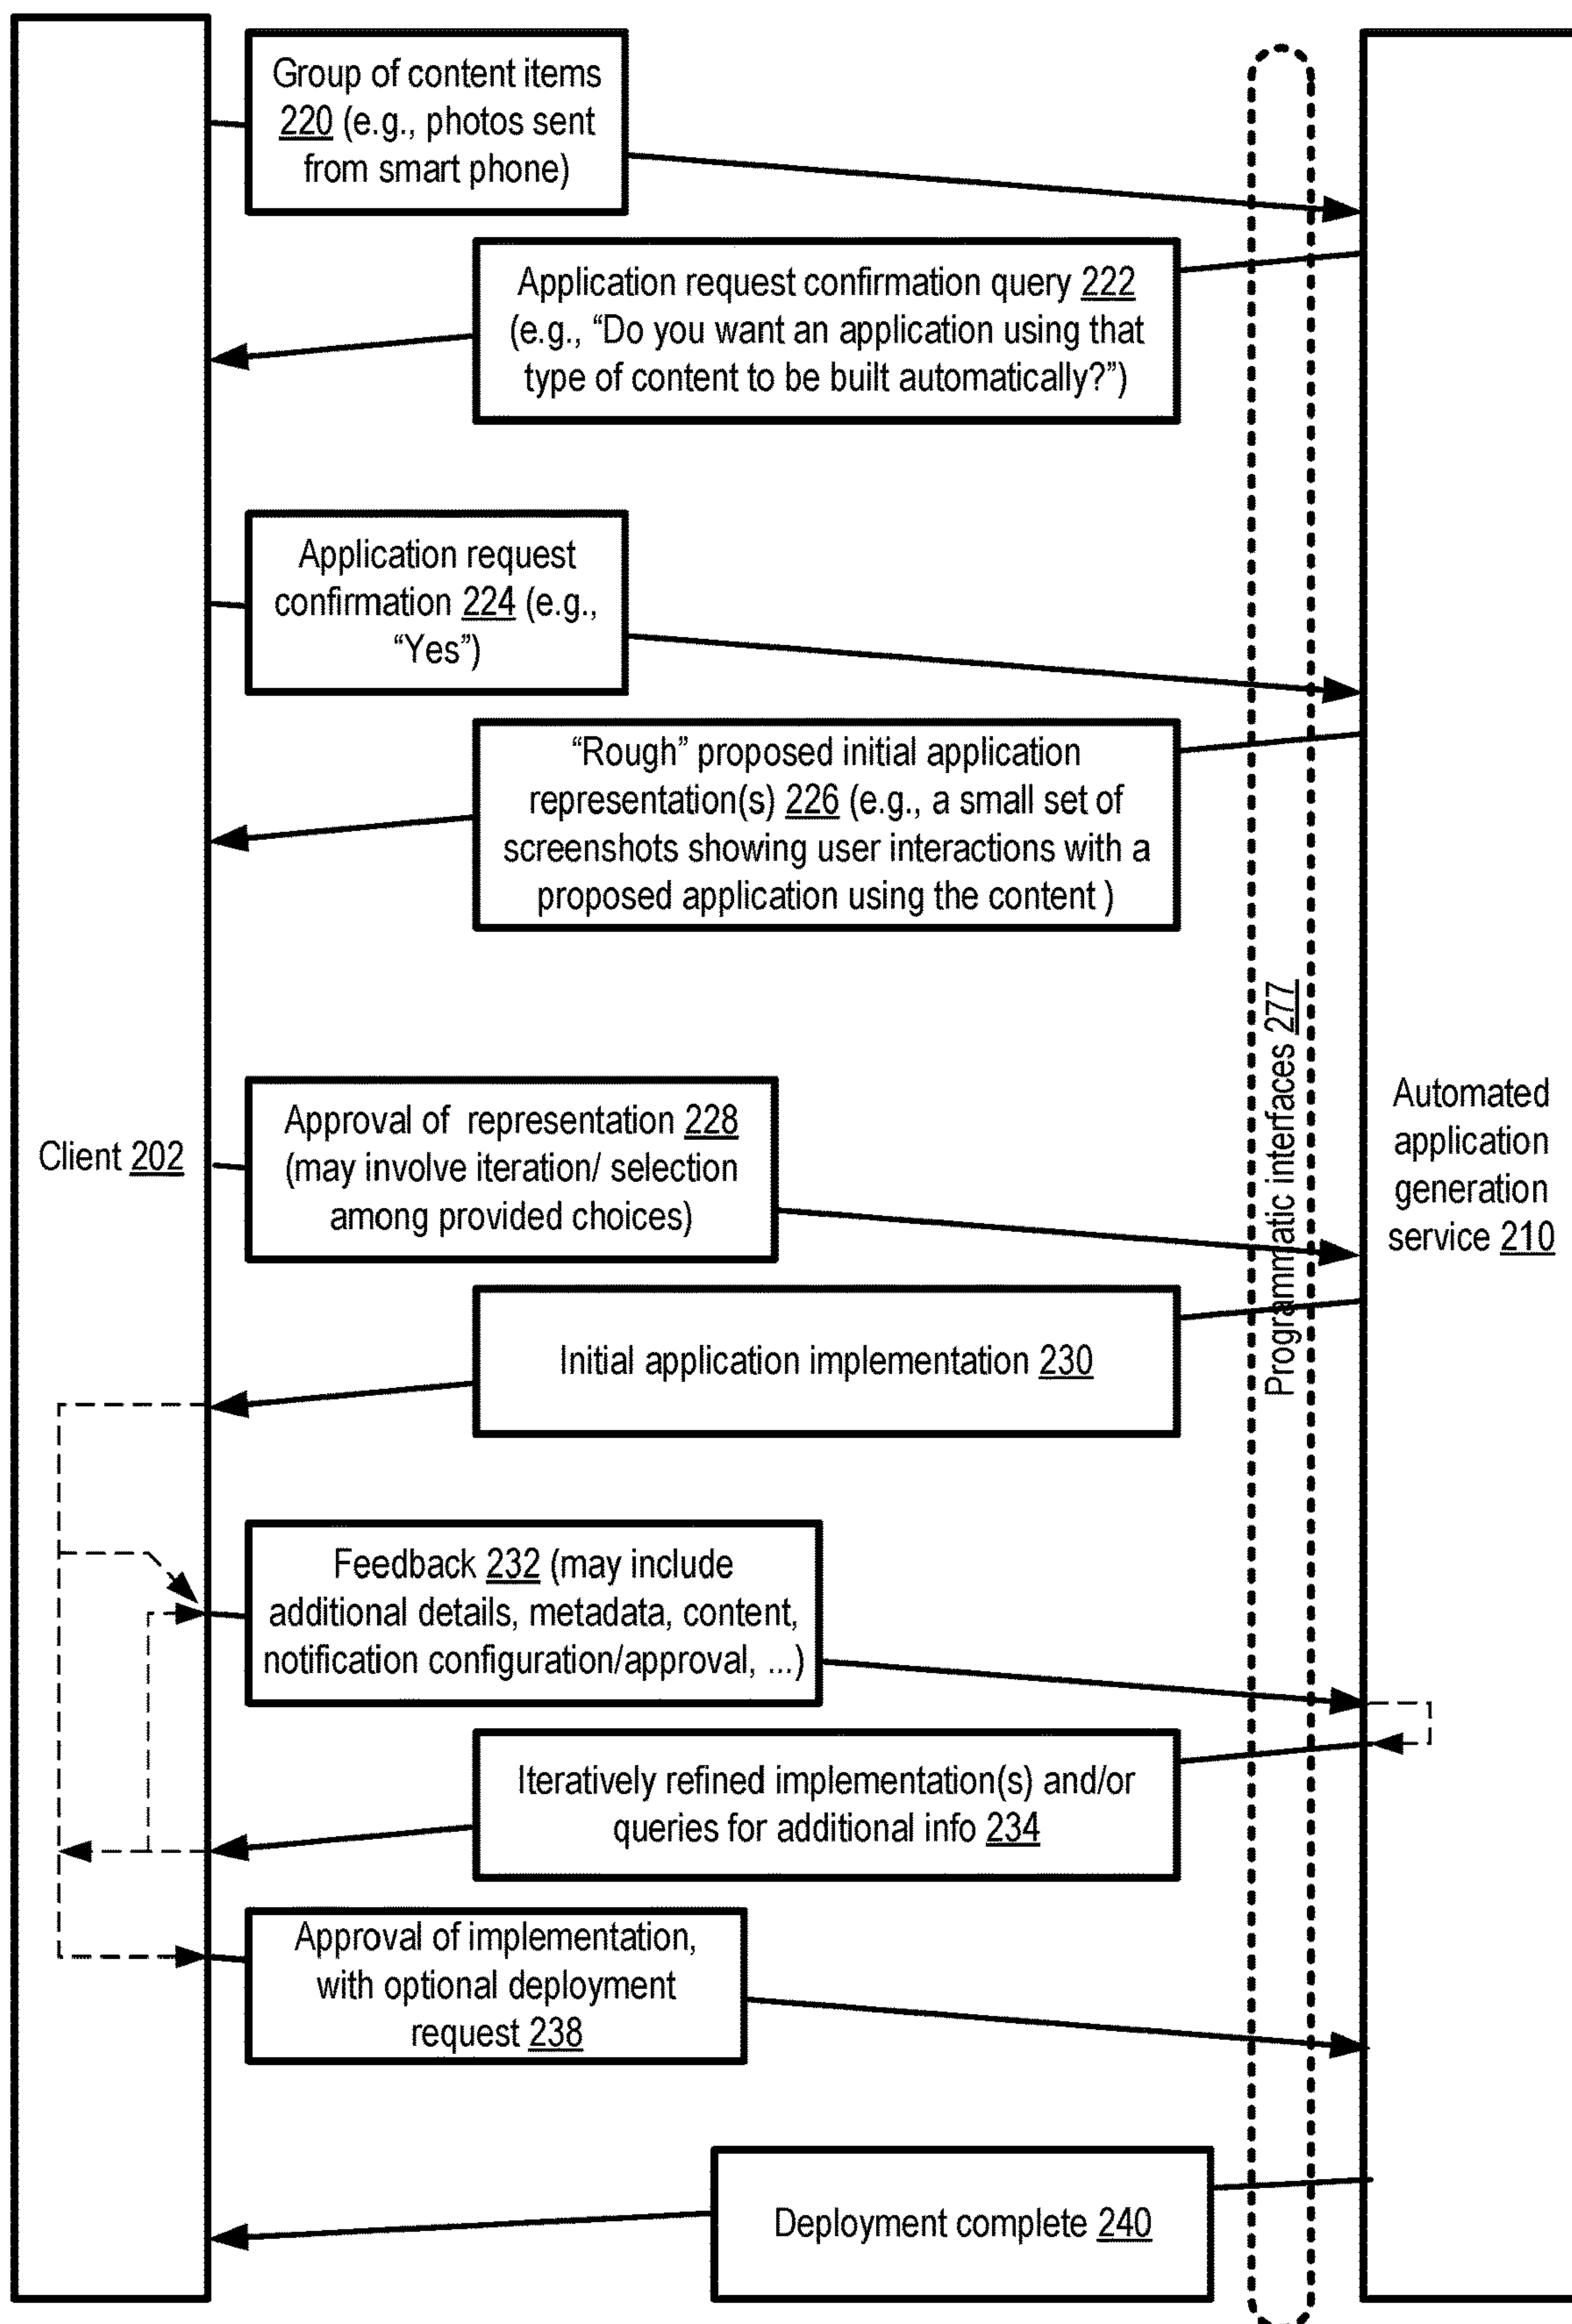 Group of content items
220 (e.g., photos sent
from smart phone)
Application request confirmation query 222
(e.g., “Do you want an application using that
type of content to be built automatically?”)
Application request
confirmation 224 (e.g.,
“Yes”)
“Rough” proposed initial application
representation(s) 226 (e.g., a small set of
screenshots showing user interactions with a
proposed application using the content )
Programmatic interfaces 277
Automated
application
generation
service 210
Client 202
Approval of representation 228
(may involve iteration/ selection
among provided choices)
Initial application implementation 230
Feedback 232 (may include
additional details, metadata, content,
notification configuration/approval, ...)
Iteratively refined implementation(s) and/or
queries for additional info 234
Approval of implementation,
with optional deployment
request 238
Deployment complete 240